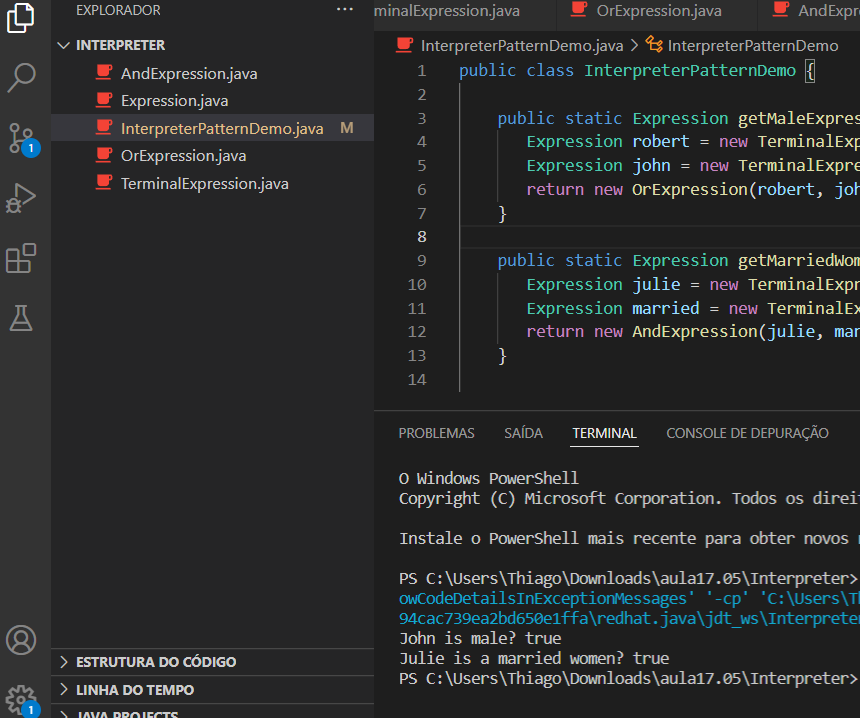 EXPLORADOR
INTERPRETER
AndExpression.java
Expression.java
InterpreterPatternDemo.java M
OrExpression.java
TerminalExpression.java
1
ESTRUTURA DO CÓDIGO
LINHA DO TEMPO
JAVA PROJECTS
1
minalExpression.java OrExpression.java AndExpr
InterpreterPatternDemo.java > InterpreterPatternDemo
1 public class InterpreterPatternDemo {
2
3 public static Expression getMaleExpres
4 Expression robert = new TerminalExp
5 Expression john = new TerminalExpre
6 return new OrExpression(robert, joh
7 }
8
9 public static Expression getMarriedWom
10 Expression julie = new TerminalExpr
11 Expression married = new TerminalEx
12 return new AndExpression(julie, mar
13 }
14
PROBLEMAS SAÍDA TERMINAL CONSOLE DE DEPURAÇÃO
O Windows PowerShell
Copyright (C) Microsoft Corporation. Todos os direi
Instale o PowerShell mais recente para obter novos
PS C:\Users\Thiago\Downloads\aula17.05\Interpreter>
owCodeDetailsInExceptionMessages' '-cp' 'C:\Users\Th
94cac739ea2bd650e1ffa\redhat.java\jdt_ws\Interpreter
John is male? true
Julie is a married women? true
PS C:\Users\Thiago\Downloads\aula17.05\Interpreter>